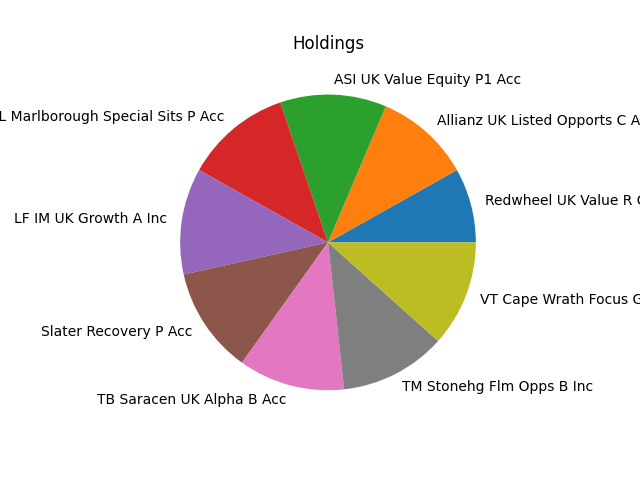 Holdings
ASI UK Value Equity P1 Acc
L Marlborough Special Sits P Acc
Allianz UK Listed Opports C A
Redwheel UK Value R
LF IM UK Growth A Inc
VT Cape Wrath Focus G
Slater Recovery P Acc
TM Stonehg Flm Opps B Inc
TB Saracen UK Alpha B Acc